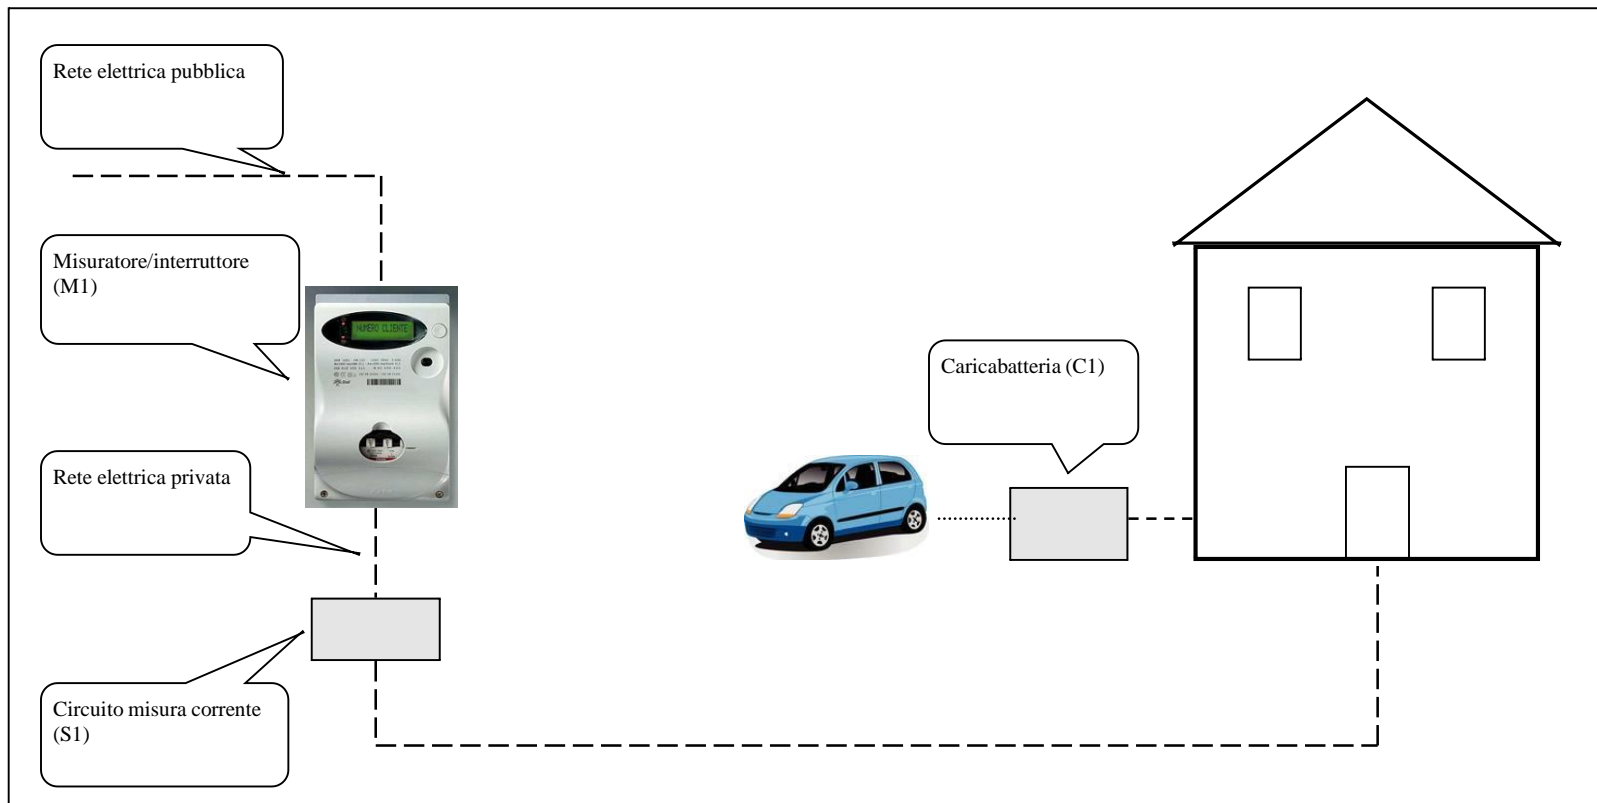 Rete elettrica pubblica
Misuratore/interruttore
(M1)
NUMERO CLIENTE
Rete elettrica privata
Circuito misura corrente
(S1)
Caricabatteria (C1)